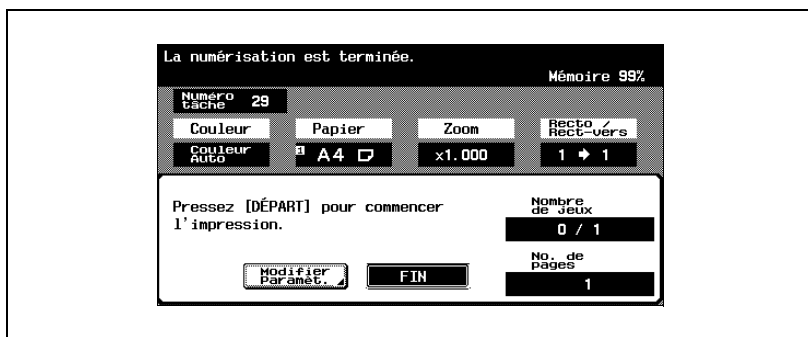 La numérisation est terminée.
Mémoire 99%
Numéro
tâche 29
Couleur Papier Zoom Recto /
Rect-vers
Couleur
Auto
1 A4 x1.000 1 → 1
Pressez [DÉPART] pour commencer
l'impression.
Nombre
de jeux
0 / 1
No. de
pages
1
Modifier
Paramèt.
FIN